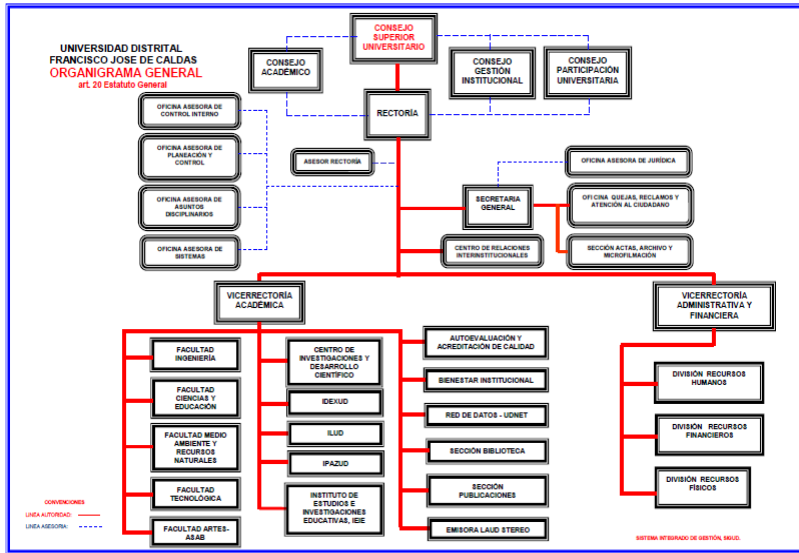 UNIVERSIDAD DISTRITAL
FRANCISCO JOSE DE CALDAS
ORGANIGRAMA GENERAL
art. 20 Estatuto General
CONSEJO
SUPERIOR
UNIVERSITARIO
CONSEJO
ACADÉMICO
CONSEJO
GESTIÓN
INSTITUCIONAL
CONSEJO
PARTICIPACIÓN
UNIVERSITARIA
RECTORÍA
OFICINA ASESORA DE
CONTROL INTERNO
OFICINA ASESORA DE
PLANEACIÓN Y
CONTROL
OFICINA ASESORA DE
ASUNTOS
DISCIPLINARIOS
OFICINA ASESORA DE
SISTEMAS
ASESOR RECTORÍA
OFICINA ASESORA DE JURÍDICA
SECRETARIA
GENERAL
OFICINA QUEJAS, RECLAMOS Y
ATENCIÓN AL CIUDADANO
CENTRO DE RELACIONES
INTERINSTITUCIONALES
SECCIÓN ACTAS, ARCHIVO Y
MICROFILMACIÓN
VICERRECTORÍA
ACADÉMICA
VICERRECTORÍA
ADMINISTRATIVA Y
FINANCIERA
FACULTAD
INGENIERÍA
FACULTAD
CIENCIAS Y
EDUCACIÓN
FACULTAD MEDIO
AMBIENTE Y
RECURSOS
NATURALES
FACULTAD
TECNOLÓGICA
FACULTAD ARTES-
ASAB
CENTRO DE
INVESTIGACIONES Y
DESARROLLO
CIENTÍFICO
IDEXUD
ILUD
IPAZUD
INSTITUTO DE
ESTUDIOS E
INVESTIGACIONES
EDUCATIVAS, IEIE
AUTOEVALUACIÓN Y
ACREDITACIÓN DE CALIDAD
BIENESTAR INSTITUCIONAL
RED DE DATOS - UDNET
SECCIÓN BIBLIOTECA
SECCIÓN
PUBLICACIONES
EMISORA LAUD STEREO
DIVISIÓN RECURSOS
HUMANOS
DIVISIÓN RECURSOS
FINANCIEROS
DIVISIÓN RECURSOS
FÍSICOS
CONVENCIONES
LINEA AUTORIDAD:
LINEA ASESORIA:
SISTEMA INTEGRADO DE GESTIÓN, SIGUD.